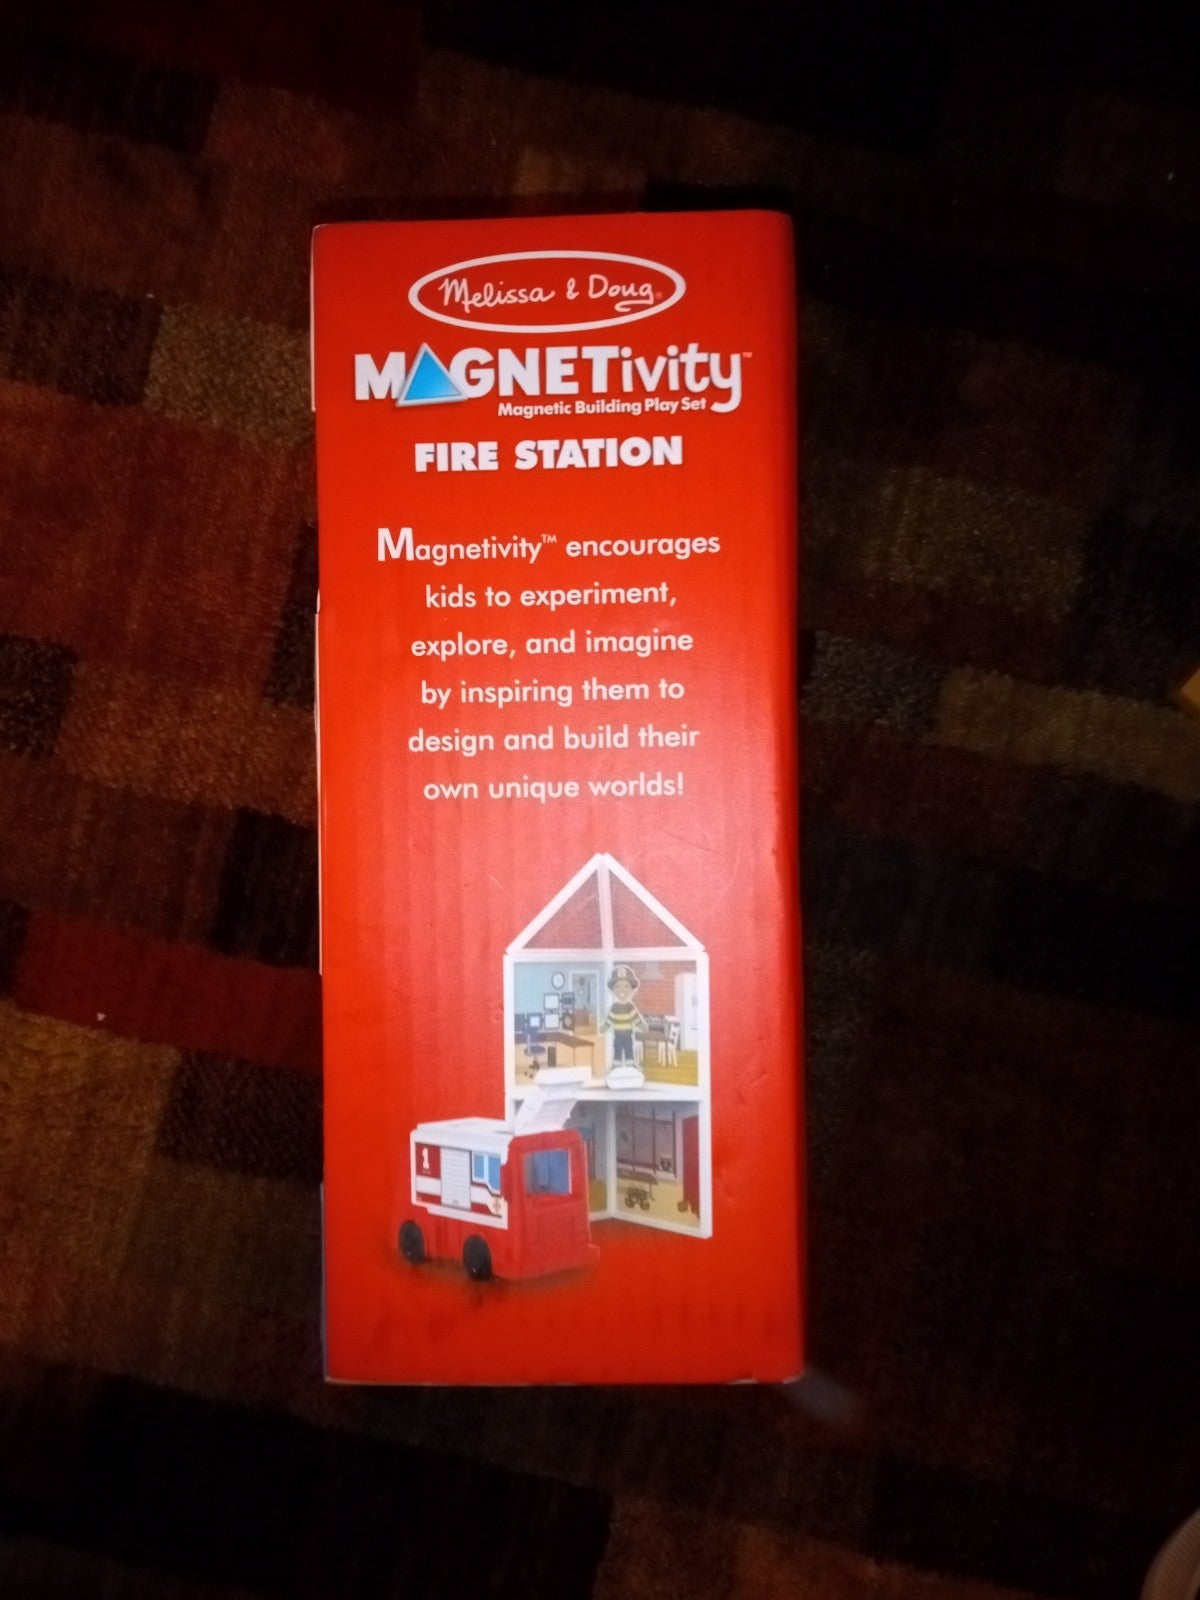 Melissa & Doug®
MAGNETivity™
Magnetic Building Play Set
FIRE STATION
Magnetivity™ encourages
kids to experiment,
explore, and imagine
by inspiring them to
design and build their
own unique worlds!
1